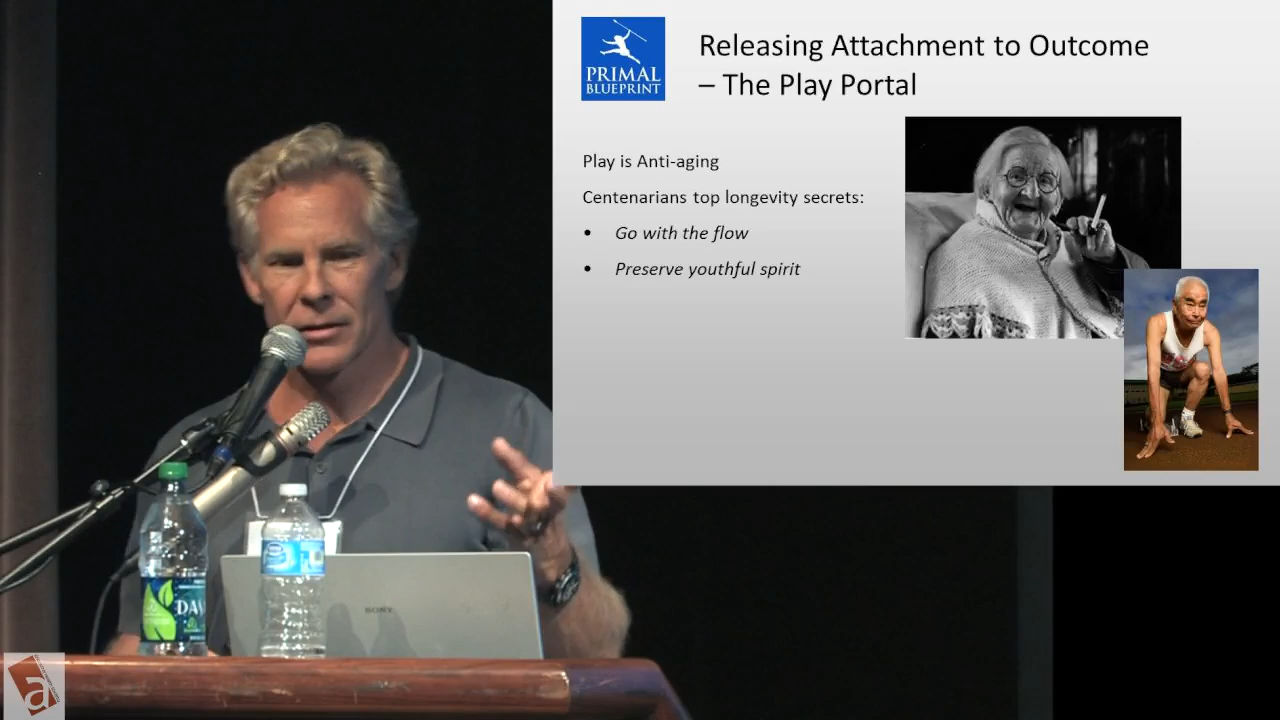 PRIMAL
BLUEPRINT
Releasing Attachment to Outcome
– The Play Portal
Play is Anti-aging
Centenarians top longevity secrets:
• Go with the flow
• Preserve youthful spirit
SONY
DA
a